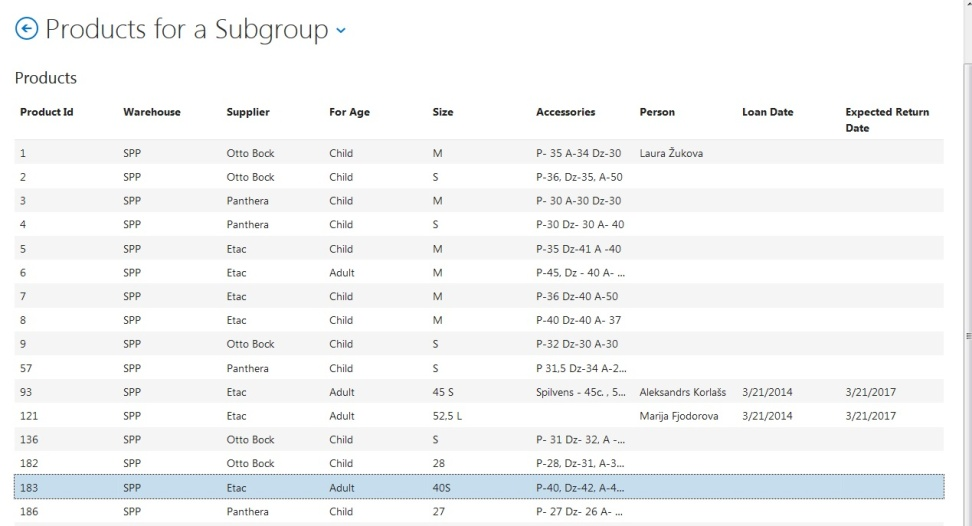 Products for a Subgroup
Products
Product Id Warehouse Supplier For Age Size Accessories Person Loan Date Expected Return Date
1 SPP Otto Bock Child M P- 35 A-34 Dz-30 Laura Žukova
2 SPP Otto Bock Child S P-36, Dz-35, A-50
3 SPP Panthera Child M P- 30 A-30 Dz-30
4 SPP Panthera Child S P-30 Dz- 30 A- 40
5 SPP Etac Child M P-35 Dz-41 A -40
6 SPP Etac Adult M P-45, Dz - 40 A- ...
7 SPP Etac Child M P-36 Dz-40 A-50
8 SPP Etac Child M P-40 Dz-40 A- 37
9 SPP Otto Bock Child S P-32 Dz-30 A-30
57 SPP Panthera Child S P 31,5 Dz-34 A-2...
93 SPP Etac Adult 45 S Spilvens - 45c. , 5... Aleksandrs Korlašs 3/21/2014 3/21/2017
121 SPP Etac Adult 52,5 L Marija Fjodorova 3/21/2014 3/21/2017
136 SPP Otto Bock Child S P- 31 Dz- 32, A -...
182 SPP Otto Bock Child 28 P-28, Dz-31, A-3...
183 SPP Etac Adult 40S P-40, Dz-42, A-4...
186 SPP Panthera Child 27 P- 27 Dz- 26 A- ...